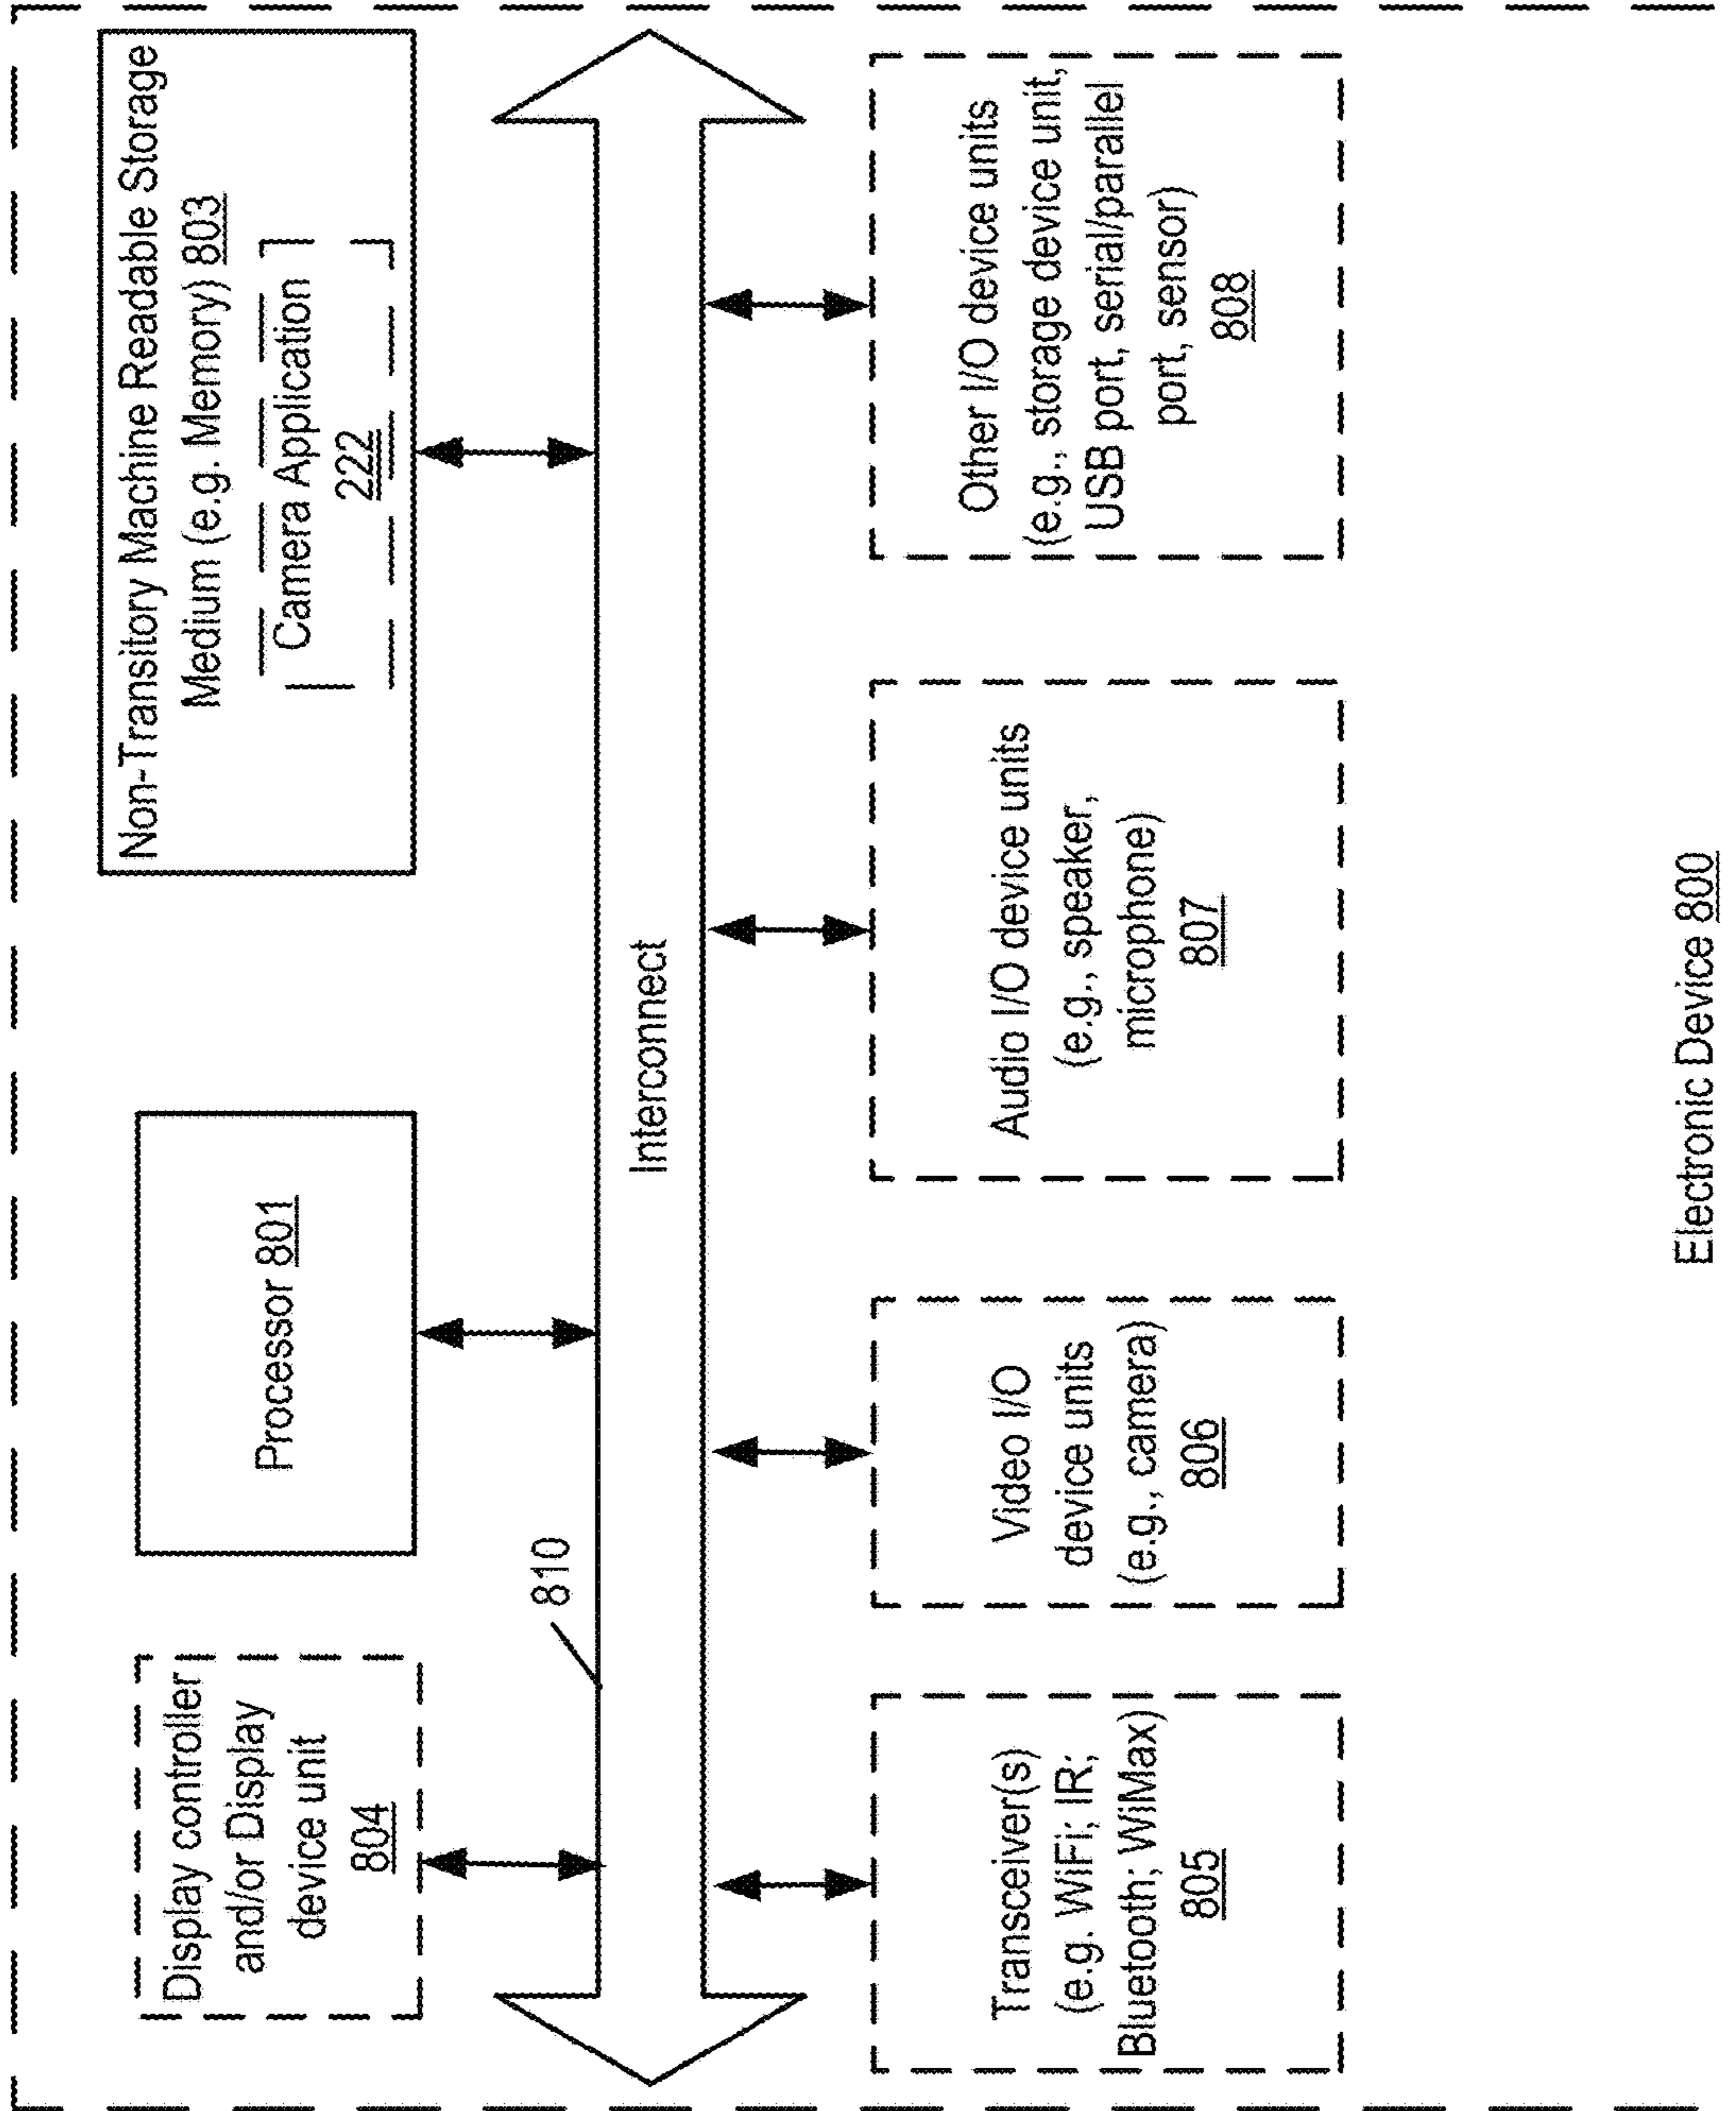 Display controller
and/or Display
device unit
804
Processor 801
Non-Transitory Machine Readable Storage
Medium (e.g. Memory) 803
Camera Application
222
810
Interconnect
Transceiver(s)
(e.g. WiFi; IR;
Bluetooth; WiMax)
805
Video I/O
device units
(e.g., camera)
806
Audio I/O device units
(e.g., speaker,
microphone)
807
Other I/O device units
(e.g., storage device unit,
USB port, serial/parallel
port, sensor)
808
Electronic Device 800